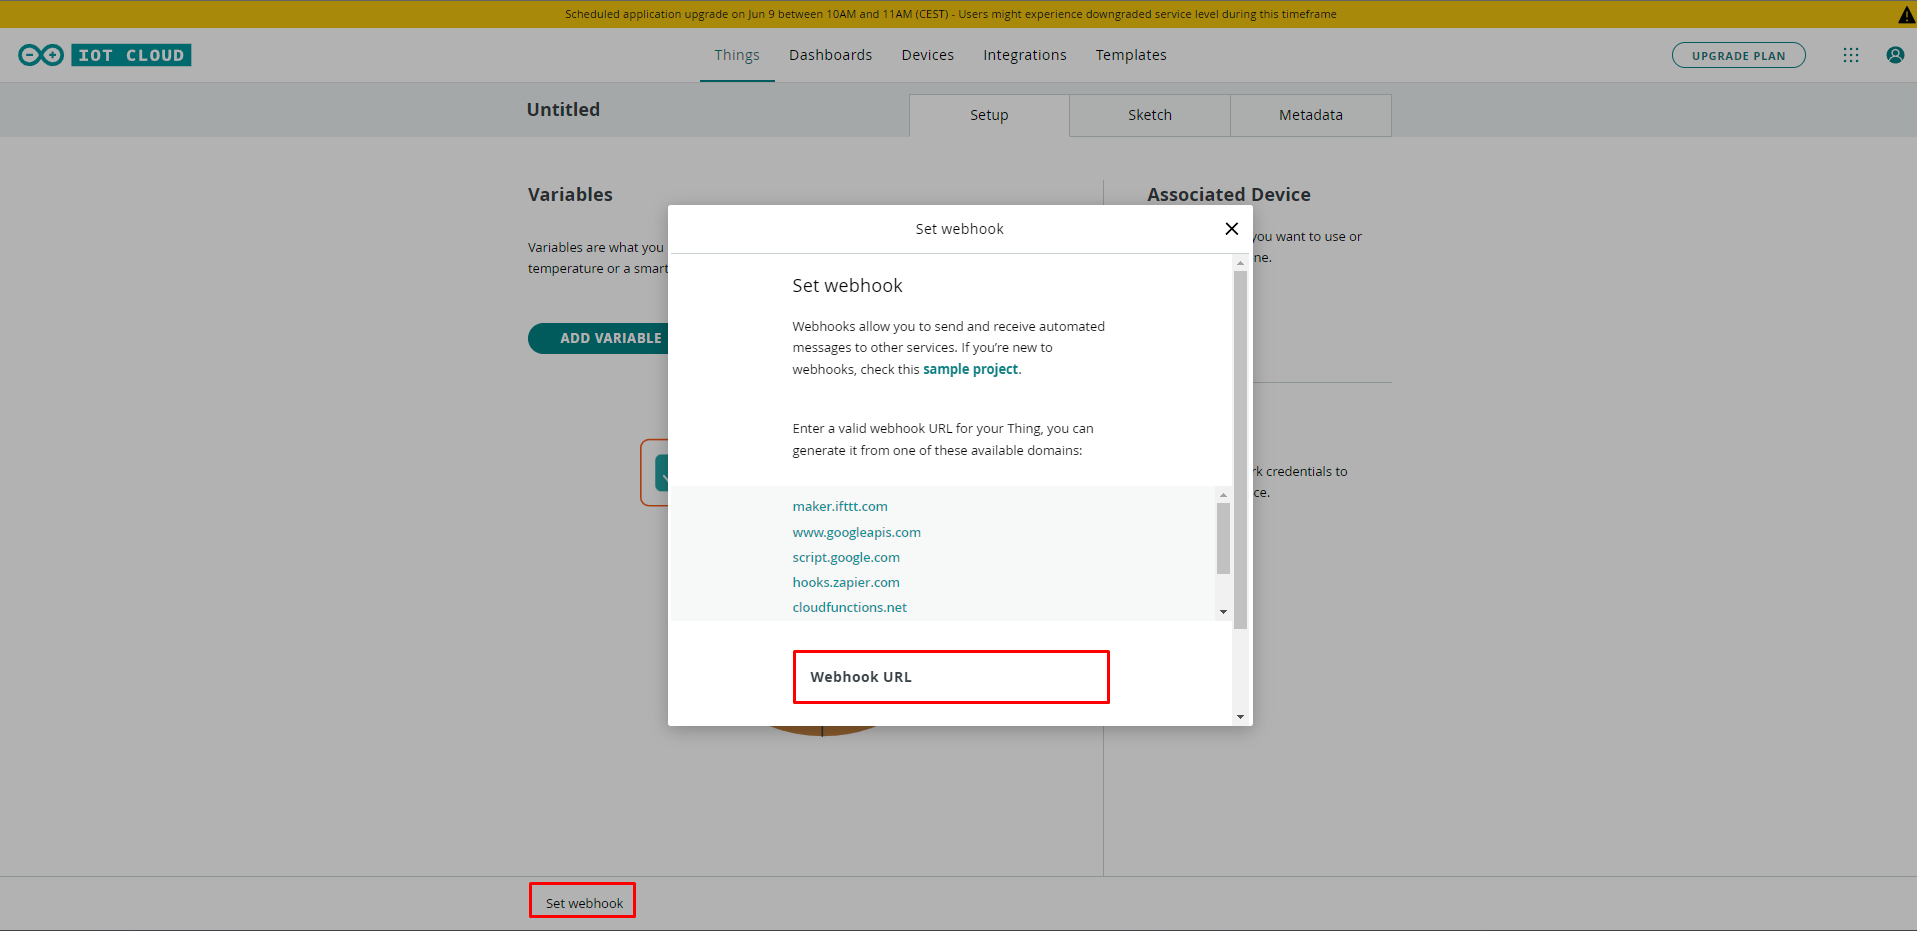 Scheduled application upgrade on Jun 9 between 10AM and 11AM (CEST) - Users might experience downgraded service level during this timeframe
IOT CLOUD
Things
Dashboards
Devices
Integrations
Templates
UPGRADE PLAN
Untitled
Setup
Sketch
Metadata
Variables
Associated Device
Variables are what you
temperature or a smart
ADD VARIABLE
you want to use or
ne.
rk credentials to
ce.
Set webhook
Set webhook
Webhooks allow you to send and receive automated
messages to other services. If you’re new to
webhooks, check this sample project.
Enter a valid webhook URL for your Thing, you can
generate it from one of these available domains:
maker.ifttt.com
www.googleapis.com
script.google.com
hooks.zapier.com
cloudfunctions.net
Webhook URL
Set webhook